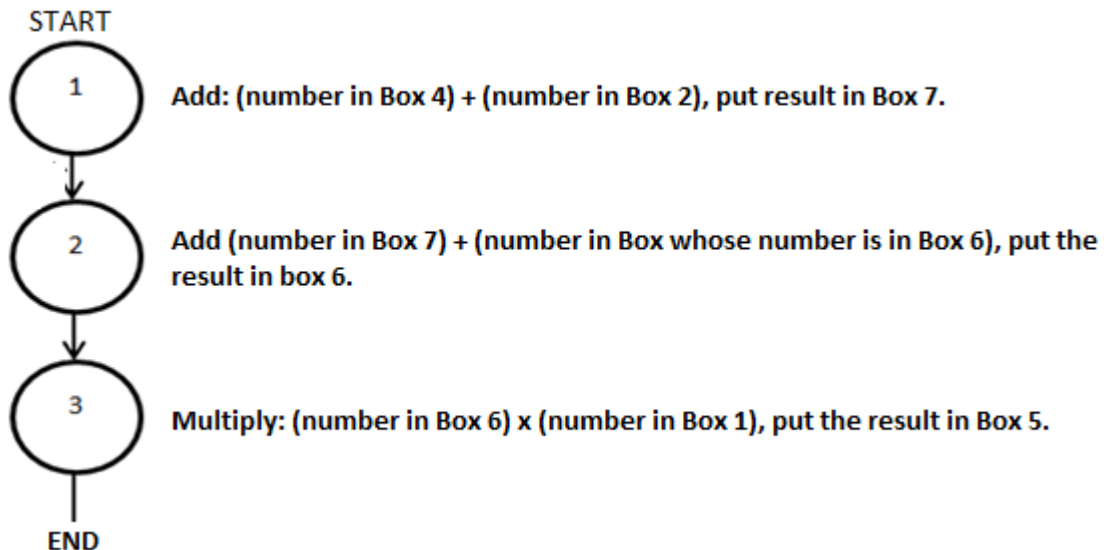 START
1
Add: (number in Box 4) + (number in Box 2), put result in Box 7.
2
Add (number in Box 7) + (number in Box whose number is in Box 6), put the
result in box 6.
3
Multiply: (number in Box 6) x (number in Box 1), put the result in Box 5.
END